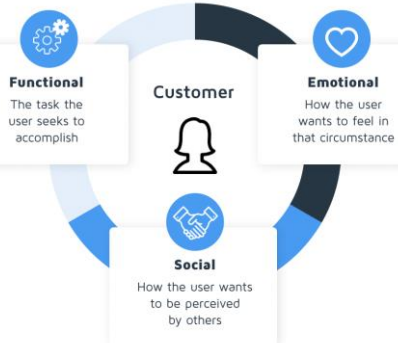 Functional
The task the
user seeks to
accomplish
Customer
Emotional
How the user
wants to feel in
that circumstance
Social
How the user wants
to be perceived
by others